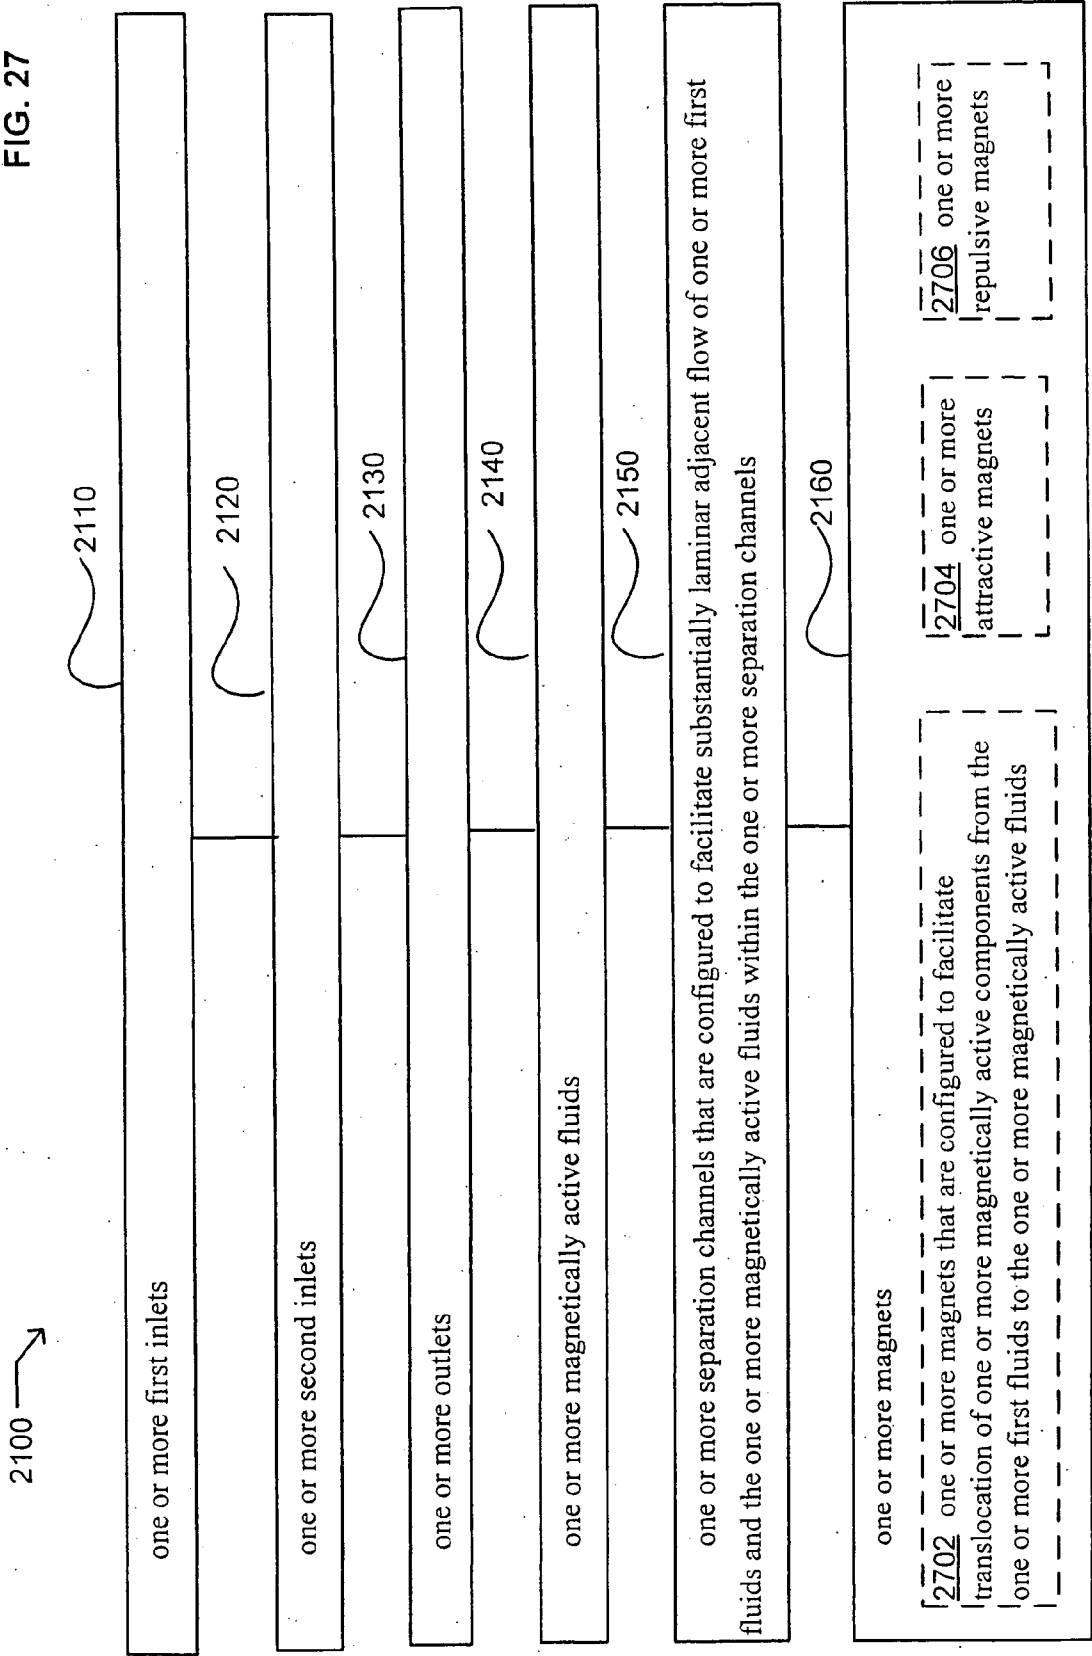 FIG. 27
2100
2110
one or more first inlets
2120
one or more second inlets
2130
one or more outlets
2140
one or more magnetically active fluids
2150
one or more separation channels that are configured to facilitate substantially laminar adjacent flow of one or more first
fluids and the one or more magnetically active fluids within the one or more separation channels
2160
one or more magnets
2702 one or more magnets that are configured to facilitate
translocation of one or more magnetically active components from the
one or more first fluids to the one or more magnetically active fluids
2704 one or more
attractive magnets
2706 one or more
repulsive magnets